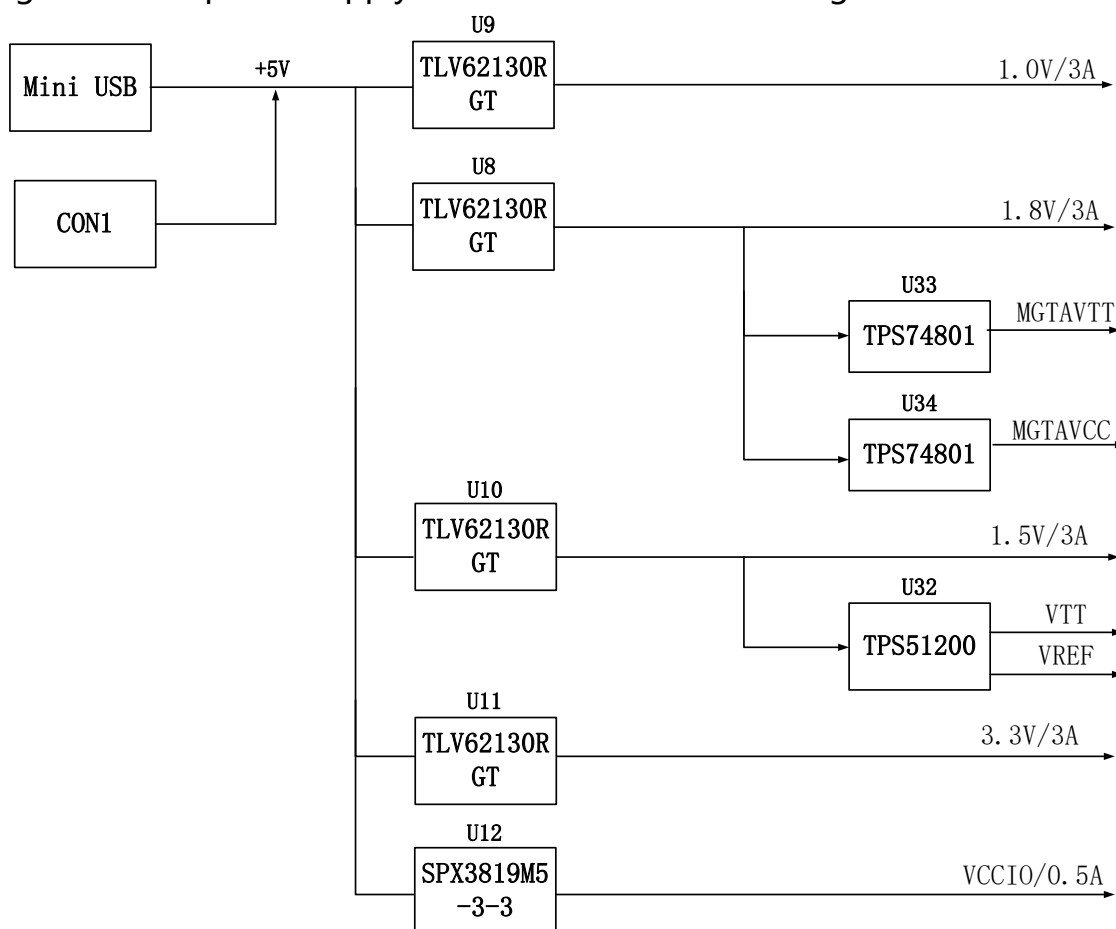 U9
Mini USB
+5V
TLV62130R
GT
1.0V/3A
U8
CON1
TLV62130R
GT
1.8V/3A
U33
TPS74801
MGTAVTT
U34
TPS74801
MGTAVCC
U10
TLV62130R
GT
1.5V/3A
U32
TPS51200
VTT
VREF
U11
TLV62130R
GT
3.3V/3A
U12
SPX3819M5
-3-3
VCCIO/0.5A